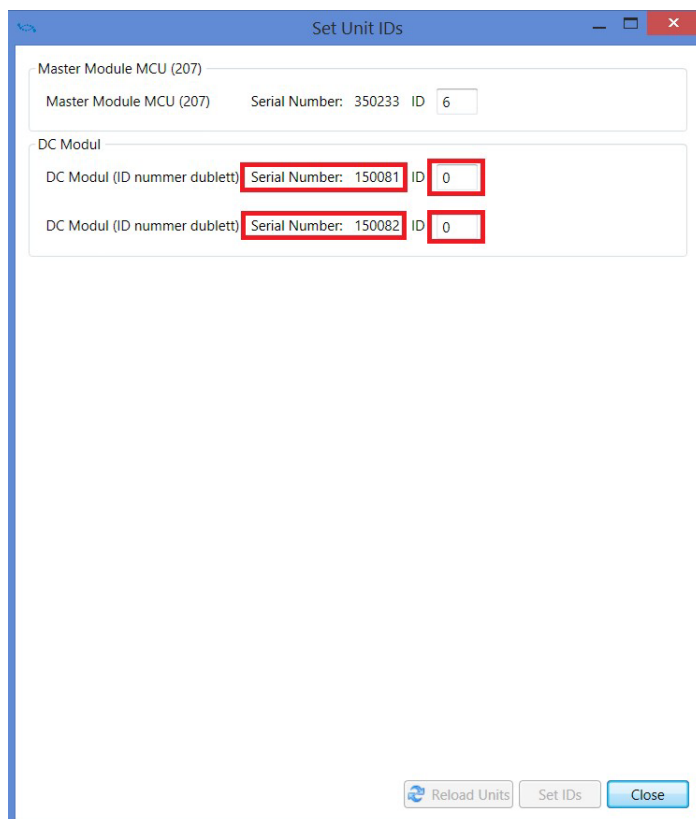 Set Unit IDs
Master Module MCU (207)
Master Module MCU (207) Serial Number: 350233 ID 6
DC Modul
DC Modul (ID nummer dublett) Serial Number: 150081 ID 0
DC Modul (ID nummer dublett) Serial Number: 150082 ID 0
Reload Units Set IDs Close